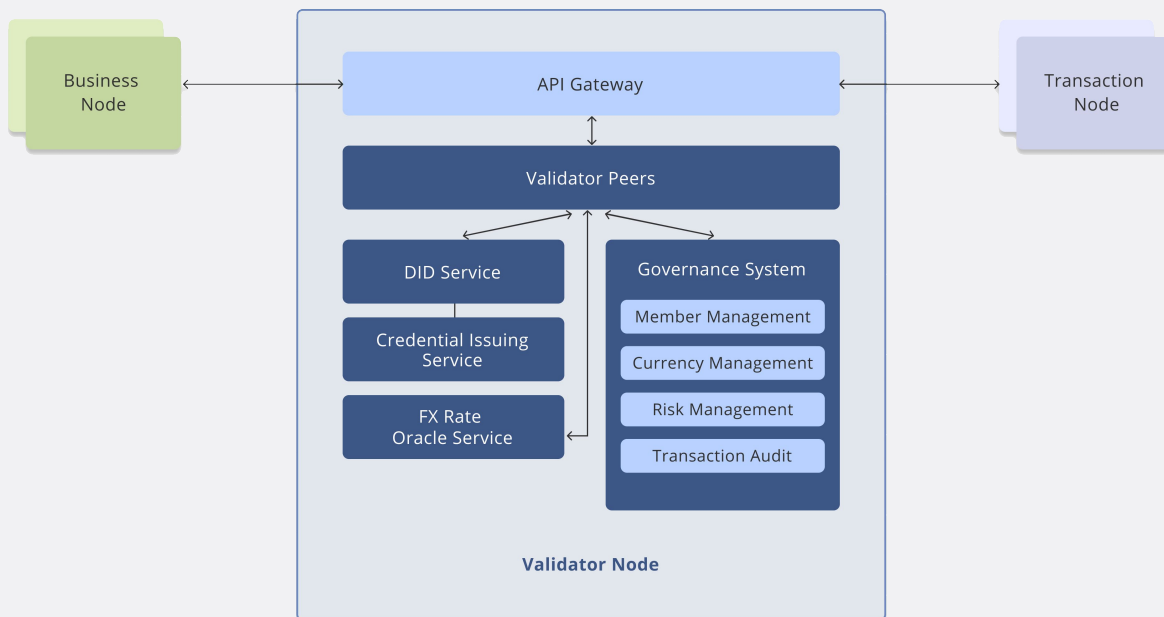 Business
Node
API Gateway
Transaction
Node
Validator Peers
DID Service
Governance System
Credential Issuing
Service
Member Management
Currency Management
FX Rate
Oracle Service
Risk Management
Transaction Audit
Validator Node